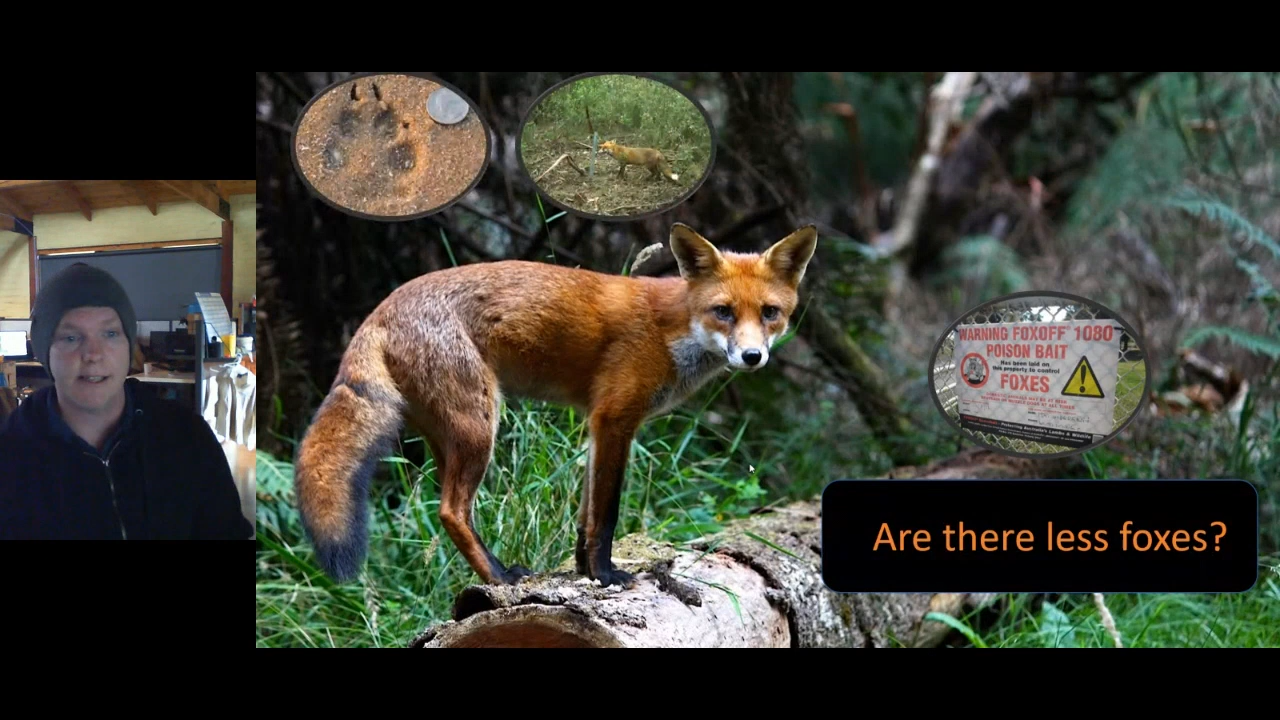 WARNING FOXOFF 1080
POISON BAIT
Has been laid on
this property to control
FOXES
Are there less foxes?